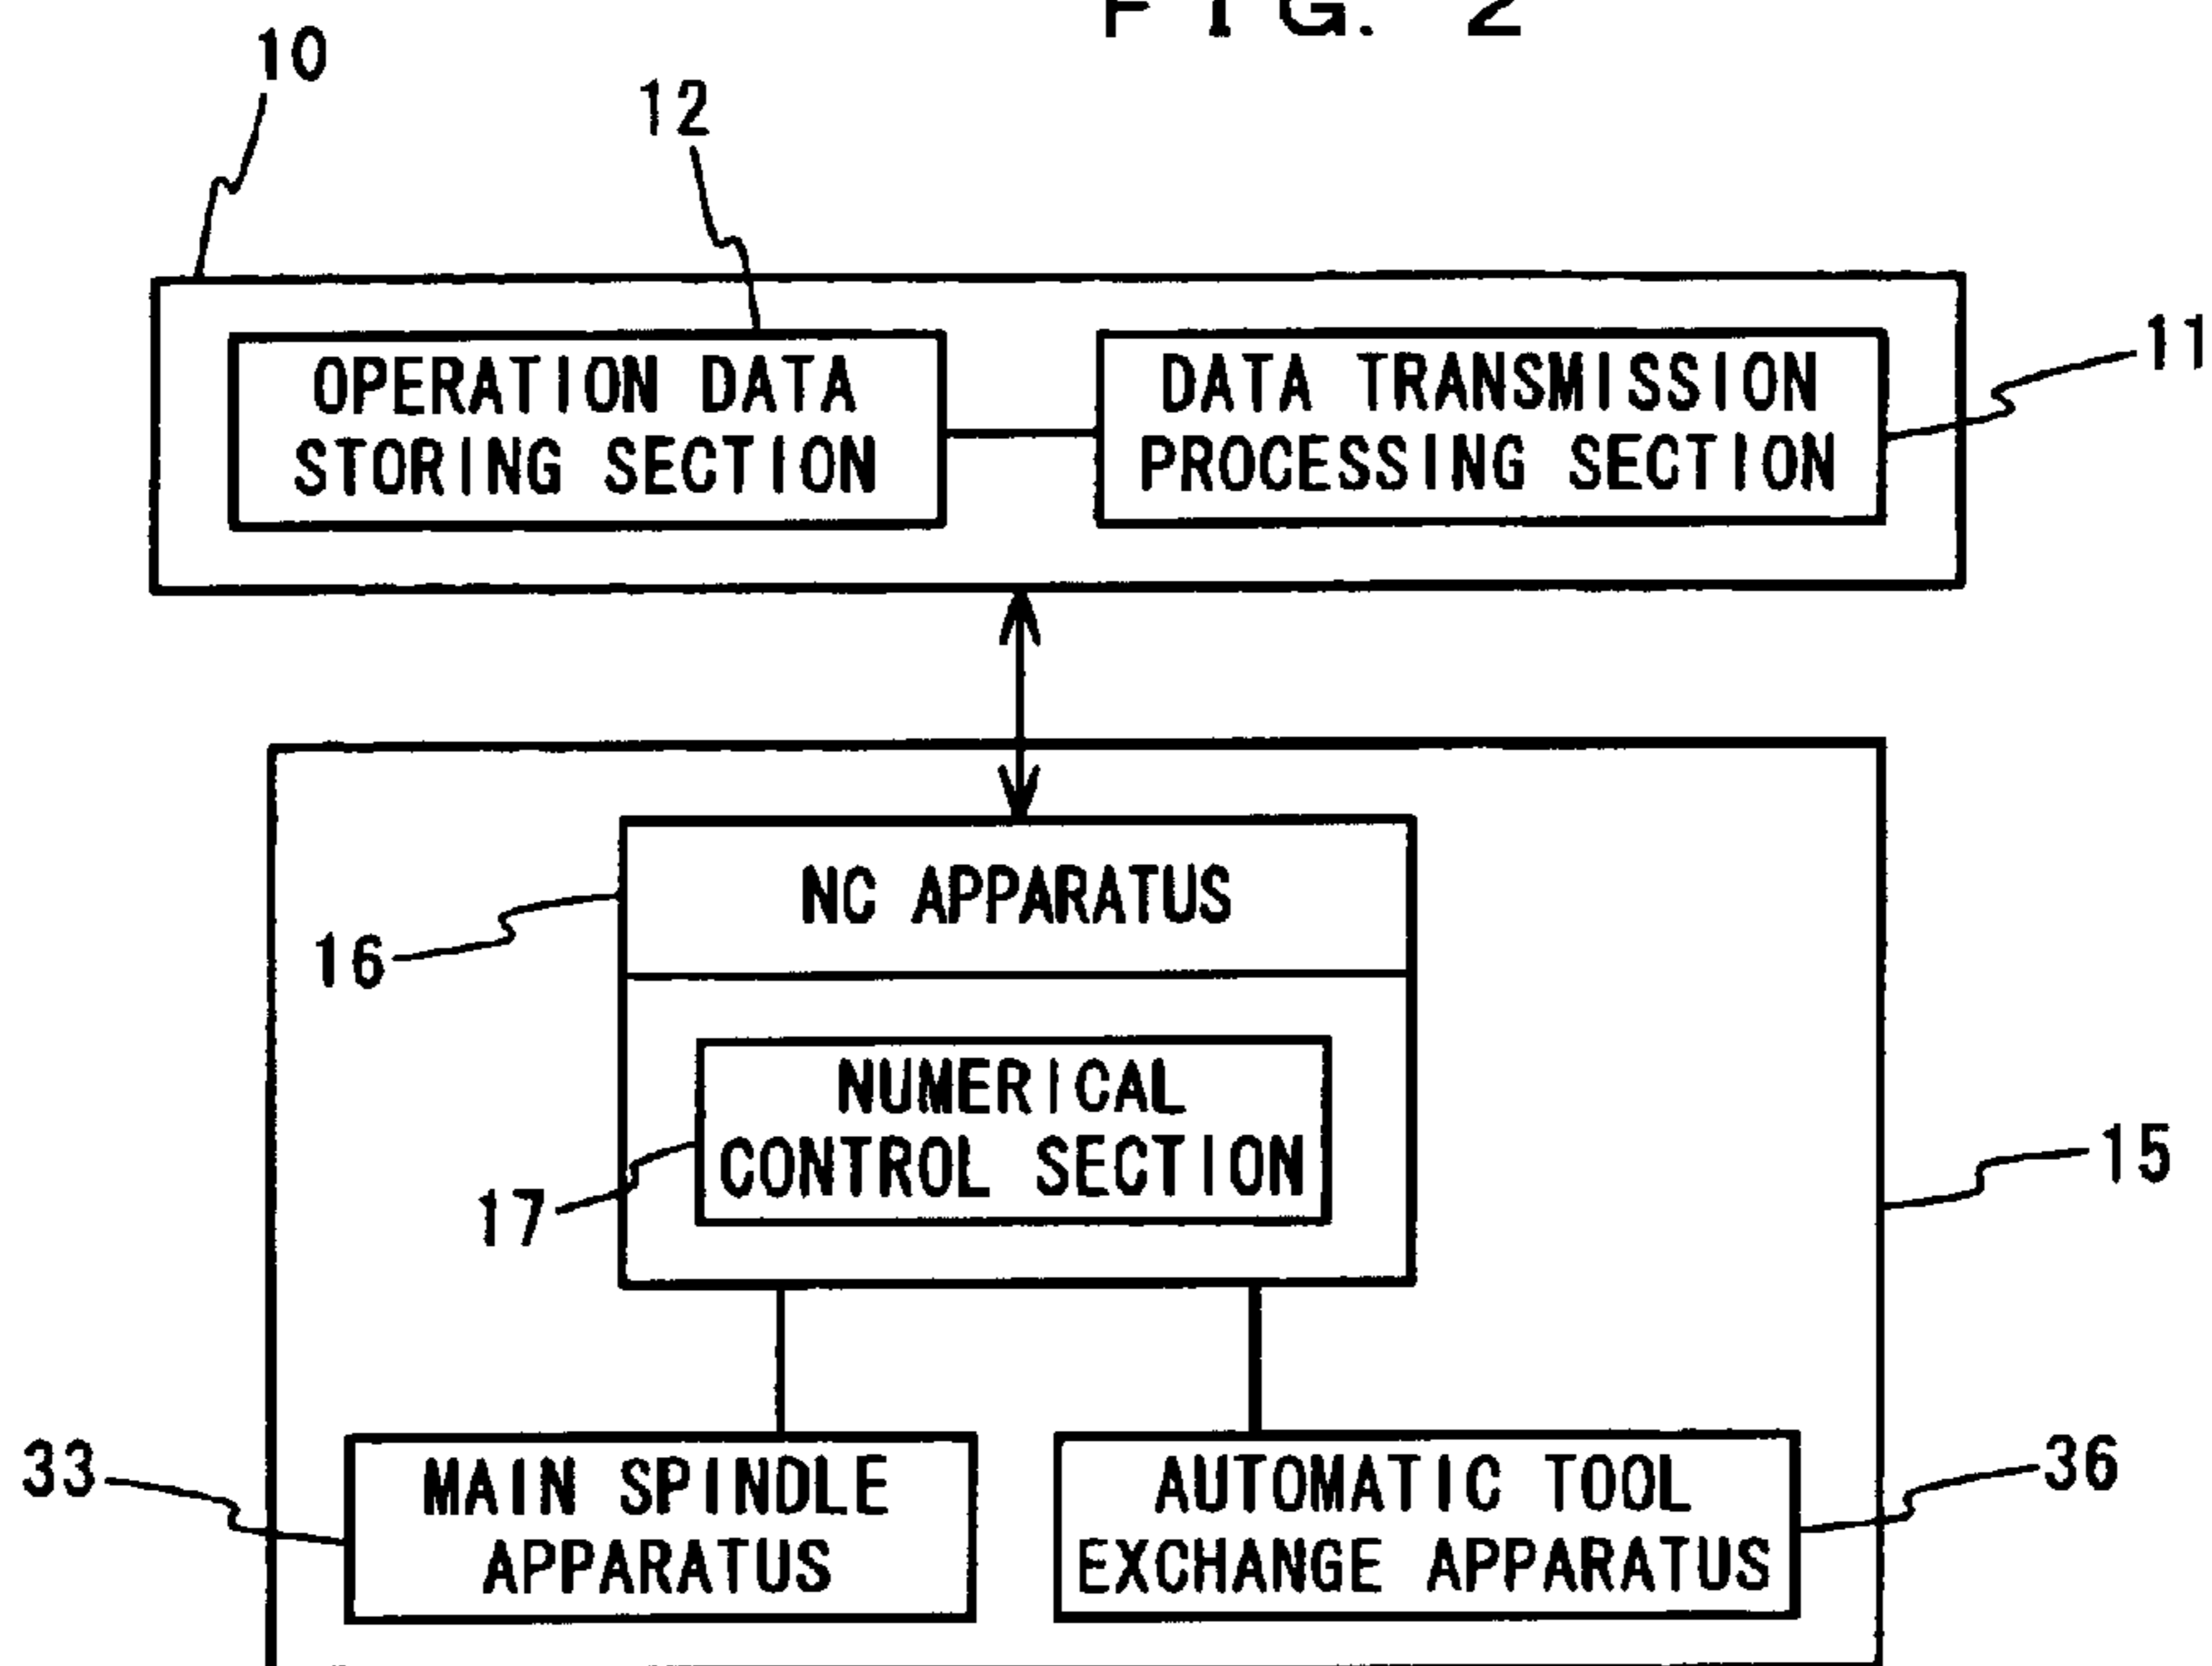 FIG. 2
10
12
OPERATION DATA
STORING SECTION
DATA TRANSMISSION
PROCESSING SECTION
11
NC APPARATUS
16
NUMERICAL
CONTROL SECTION
17
15
33
MAIN SPINDLE
APPARATUS
AUTOMATIC TOOL
EXCHANGE APPARATUS
36